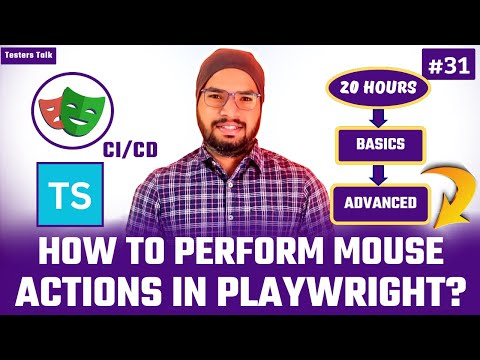 Testers Talk
#31
20 HOURS
CI/CD
BASICS
TS
ADVANCED
HOW TO PERFORM MOUSE
ACTIONS IN PLAYWRIGHT?